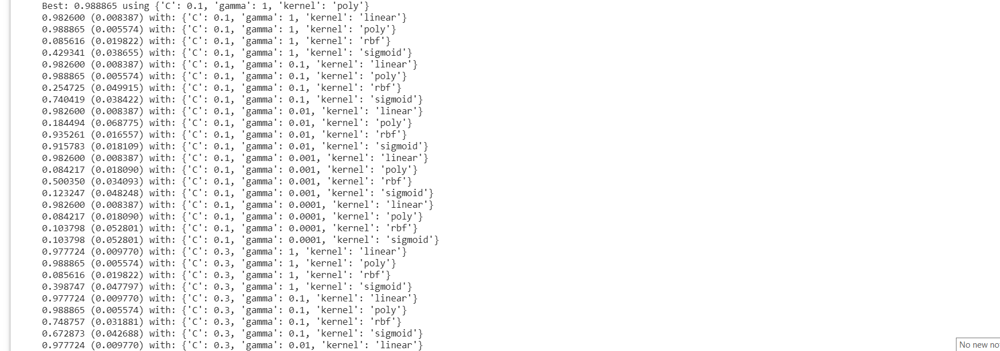 Best: 0.988865 using {'C': 0.1, 'gamma': 1, 'kernel': 'poly'}
0.982600 (0.008387) with: {'C': 0.1, 'gamma': 1, 'kernel': 'linear'}
0.988865 (0.005574) with: {'C': 0.1, 'gamma': 1, 'kernel': 'poly'}
0.085616 (0.019822) with: {'C': 0.1, 'gamma': 1, 'kernel': 'rbf'}
0.429341 (0.038655) with: {'C': 0.1, 'gamma': 1, 'kernel': 'sigmoid'}
0.982600 (0.008387) with: {'C': 0.1, 'gamma': 0.1, 'kernel': 'linear'}
0.988865 (0.005574) with: {'C': 0.1, 'gamma': 0.1, 'kernel': 'poly'}
0.254725 (0.049915) with: {'C': 0.1, 'gamma': 0.1, 'kernel': 'rbf'}
0.740419 (0.038422) with: {'C': 0.1, 'gamma': 0.1, 'kernel': 'sigmoid'}
0.982600 (0.008387) with: {'C': 0.1, 'gamma': 0.01, 'kernel': 'linear'}
0.184494 (0.068775) with: {'C': 0.1, 'gamma': 0.01, 'kernel': 'poly'}
0.935261 (0.016557) with: {'C': 0.1, 'gamma': 0.01, 'kernel': 'rbf'}
0.915783 (0.018109) with: {'C': 0.1, 'gamma': 0.01, 'kernel': 'sigmoid'}
0.982600 (0.008387) with: {'C': 0.1, 'gamma': 0.001, 'kernel': 'linear'}
0.084217 (0.018090) with: {'C': 0.1, 'gamma': 0.001, 'kernel': 'poly'}
0.500350 (0.034093) with: {'C': 0.1, 'gamma': 0.001, 'kernel': 'rbf'}
0.123247 (0.048248) with: {'C': 0.1, 'gamma': 0.001, 'kernel': 'sigmoid'}
0.982600 (0.008387) with: {'C': 0.1, 'gamma': 0.0001, 'kernel': 'linear'}
0.084217 (0.018090) with: {'C': 0.1, 'gamma': 0.0001, 'kernel': 'poly'}
0.103798 (0.052801) with: {'C': 0.1, 'gamma': 0.0001, 'kernel': 'rbf'}
0.103798 (0.052801) with: {'C': 0.1, 'gamma': 0.0001, 'kernel': 'sigmoid'}
0.977724 (0.009770) with: {'C': 0.3, 'gamma': 1, 'kernel': 'linear'}
0.988865 (0.005574) with: {'C': 0.3, 'gamma': 1, 'kernel': 'poly'}
0.085616 (0.019822) with: {'C': 0.3, 'gamma': 1, 'kernel': 'rbf'}
0.398747 (0.047797) with: {'C': 0.3, 'gamma': 1, 'kernel': 'sigmoid'}
0.977724 (0.009770) with: {'C': 0.3, 'gamma': 0.1, 'kernel': 'linear'}
0.988865 (0.005574) with: {'C': 0.3, 'gamma': 0.1, 'kernel': 'poly'}
0.748757 (0.031881) with: {'C': 0.3, 'gamma': 0.1, 'kernel': 'rbf'}
0.672873 (0.042688) with: {'C': 0.3, 'gamma': 0.1, 'kernel': 'sigmoid'}
0.977724 (0.009770) with: {'C': 0.3, 'gamma': 0.01, 'kernel': 'linear'}
No new no